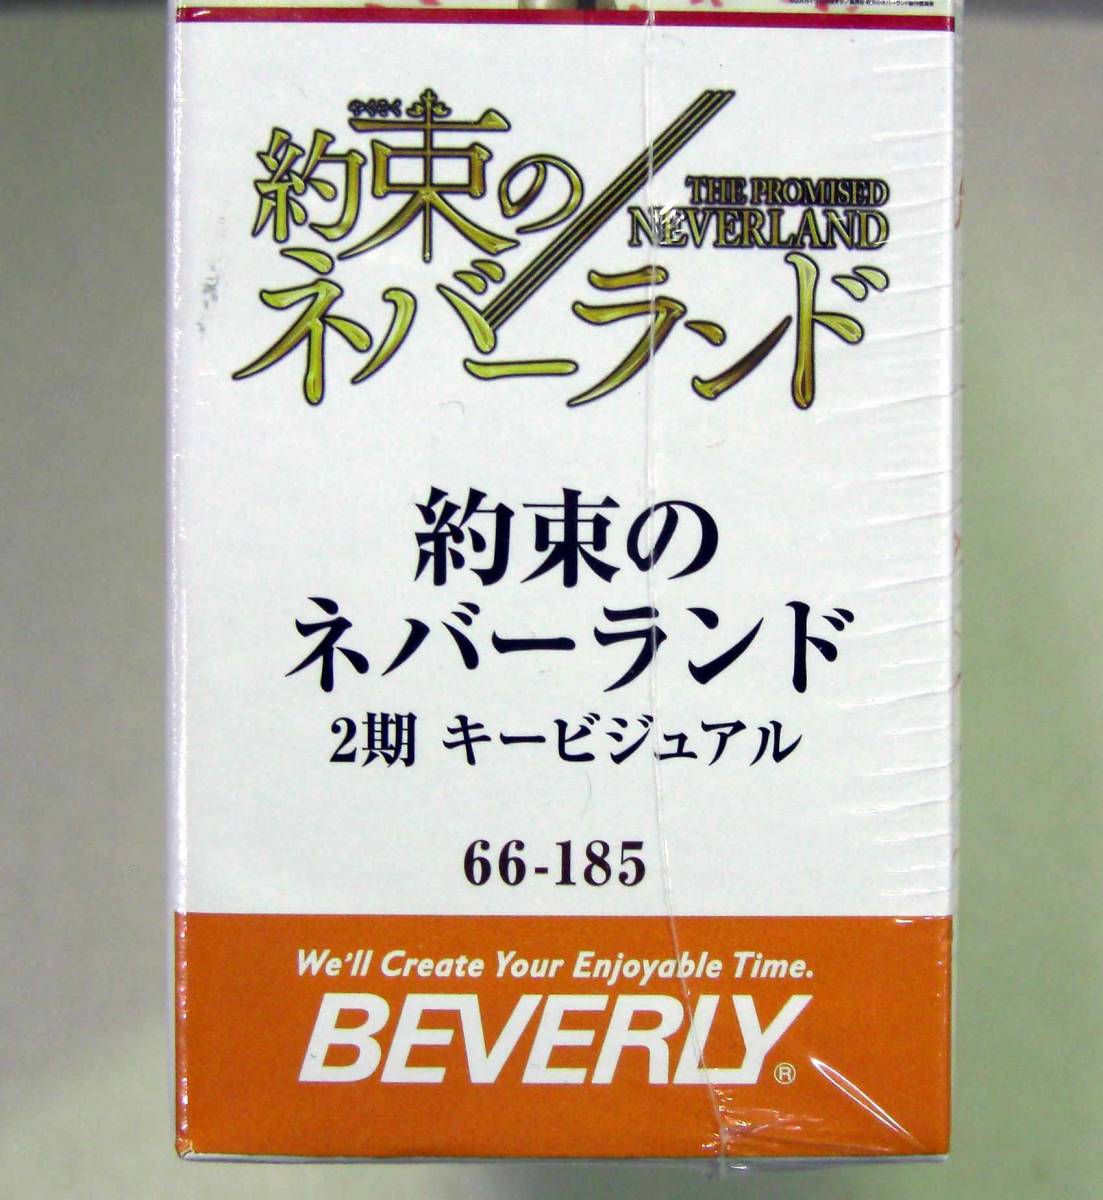 やくそく
約束の
THE PROMISED
NEVERLAND
ネバーランド
約束の
ネバーランド
2期 キービジュアル
66-185
We'll Create Your Enjoyable Time.
BEVERLY®